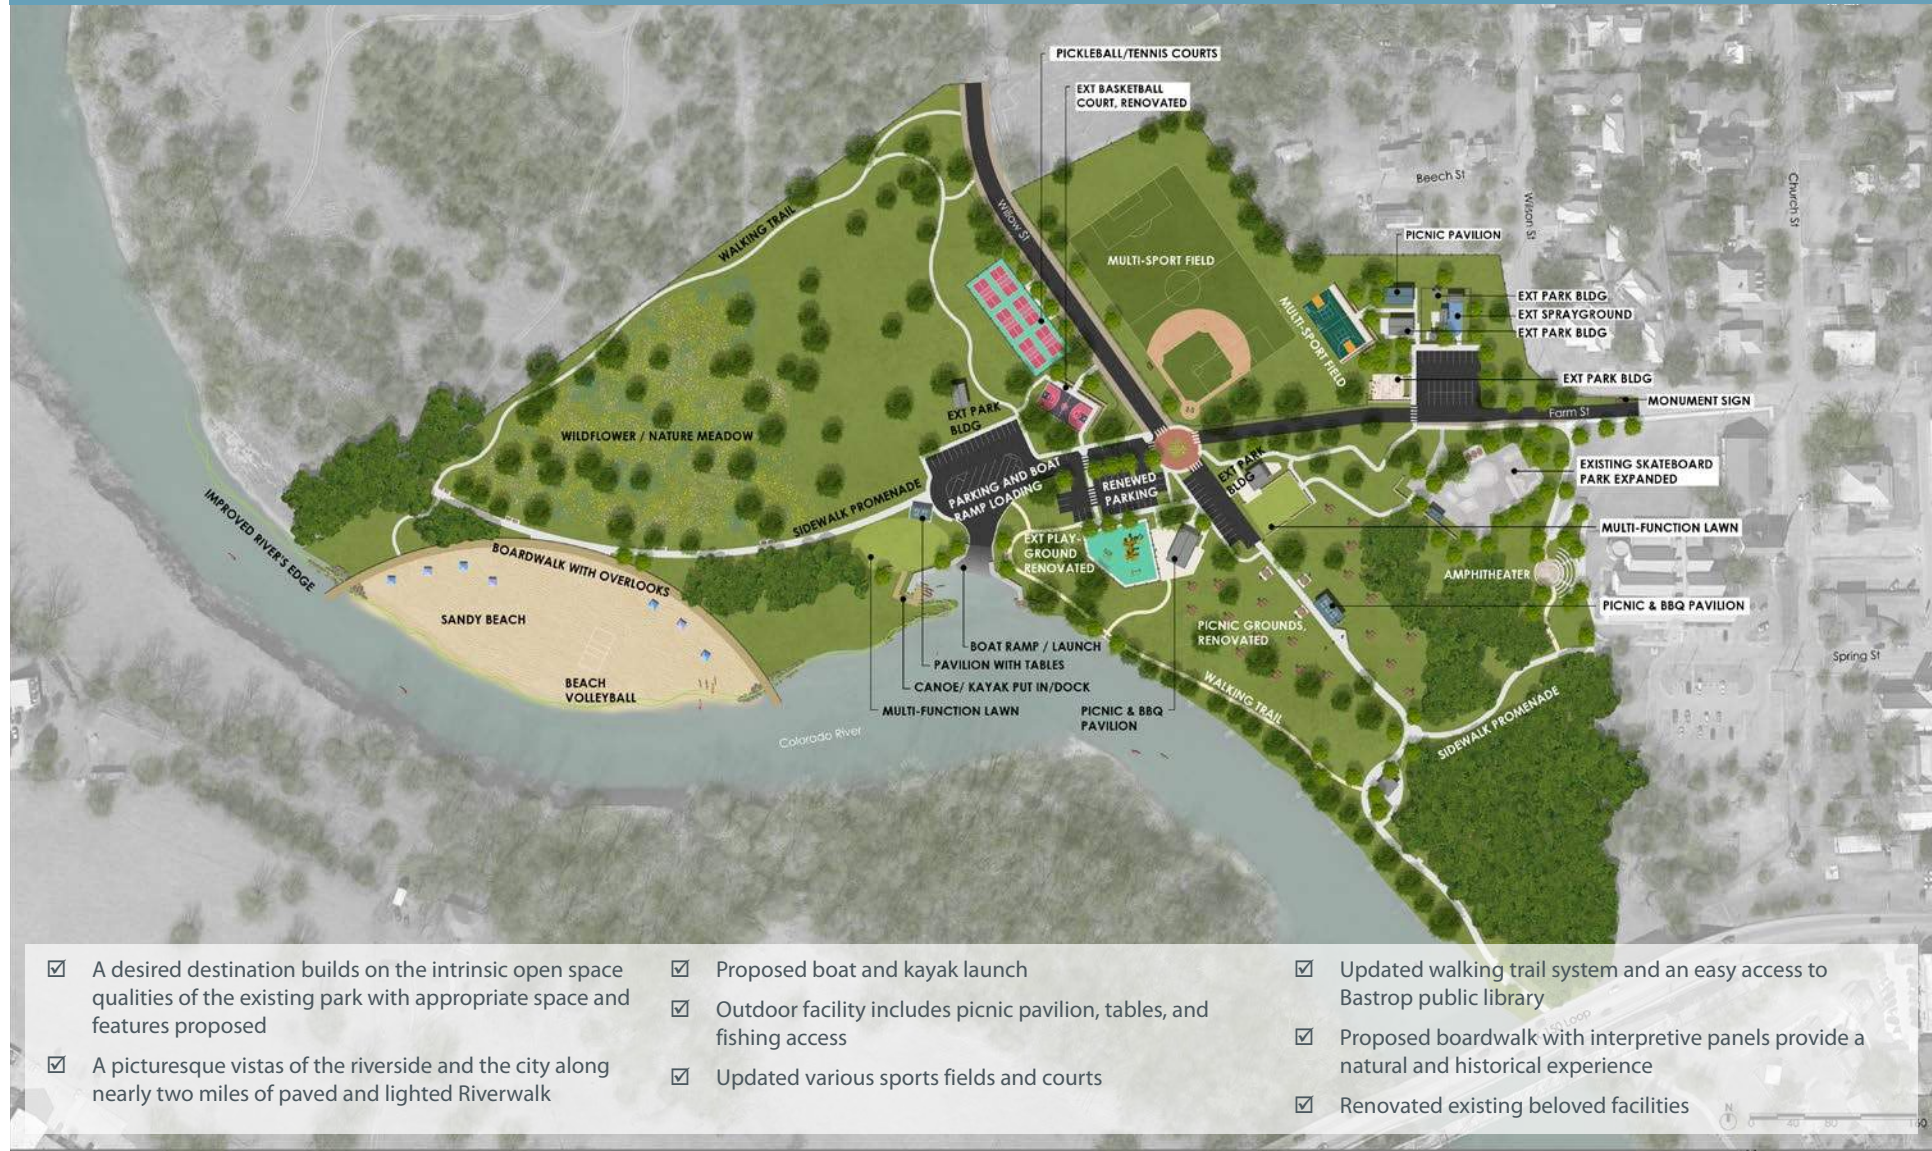 PICKLEBALL/TENNIS COURTS
EXT BASKETBALL
COURT, RENOVATED
Beech St
Wilson St
Church St
Willow St
WALKING TRAIL
PICNIC PAVILION
MULTI-SPORT FIELD
MULTI-SPORT FIELD
EXT PARK BLDG
EXT SPRAYGROUND
EXT PARK BLDG
EXT PARK BLDG
MONUMENT SIGN
Farm St
EXT PARK
BLDG
WILDFLOWER / NATURE MEADOW
PARKING AND BOAT
RAMP LOADING
RENEWED
PARKING
EXT PARK
BLDG
EXISTING SKATEBOARD
PARK EXPANDED
SIDEWALK PROMENADE
IMPROVED RIVER'S EDGE
MULTI-FUNCTION LAWN
EXT PLAY-
GROUND
RENOVATED
BOARDWALK WITH OVERLOOKS
AMPHITHEATER
PICNIC & BBQ PAVILION
SANDY BEACH
PICNIC GROUNDS,
RENOVATED
BOAT RAMP / LAUNCH
PAVILION WITH TABLES
CANOE/ KAYAK PUT IN/DOCK
MULTI-FUNCTION LAWN
BEACH
VOLLEYBALL
PICNIC & BBQ
PAVILION
WALKING TRAIL
SIDEWALK PROMENADE
Spring St
Colorado River
☑ A desired destination builds on the intrinsic open space
qualities of the existing park with appropriate space and
features proposed
☑ A picturesque vistas of the riverside and the city along
nearly two miles of paved and lighted Riverwalk
☑ Proposed boat and kayak launch
☑ Outdoor facility includes picnic pavilion, tables, and
fishing access
☑ Updated various sports fields and courts
☑ Updated walking trail system and an easy access to
Bastrop public library
☑ Proposed boardwalk with interpretive panels provide a
natural and historical experience
☑ Renovated existing beloved facilities
Loop
N
0 40 80 160